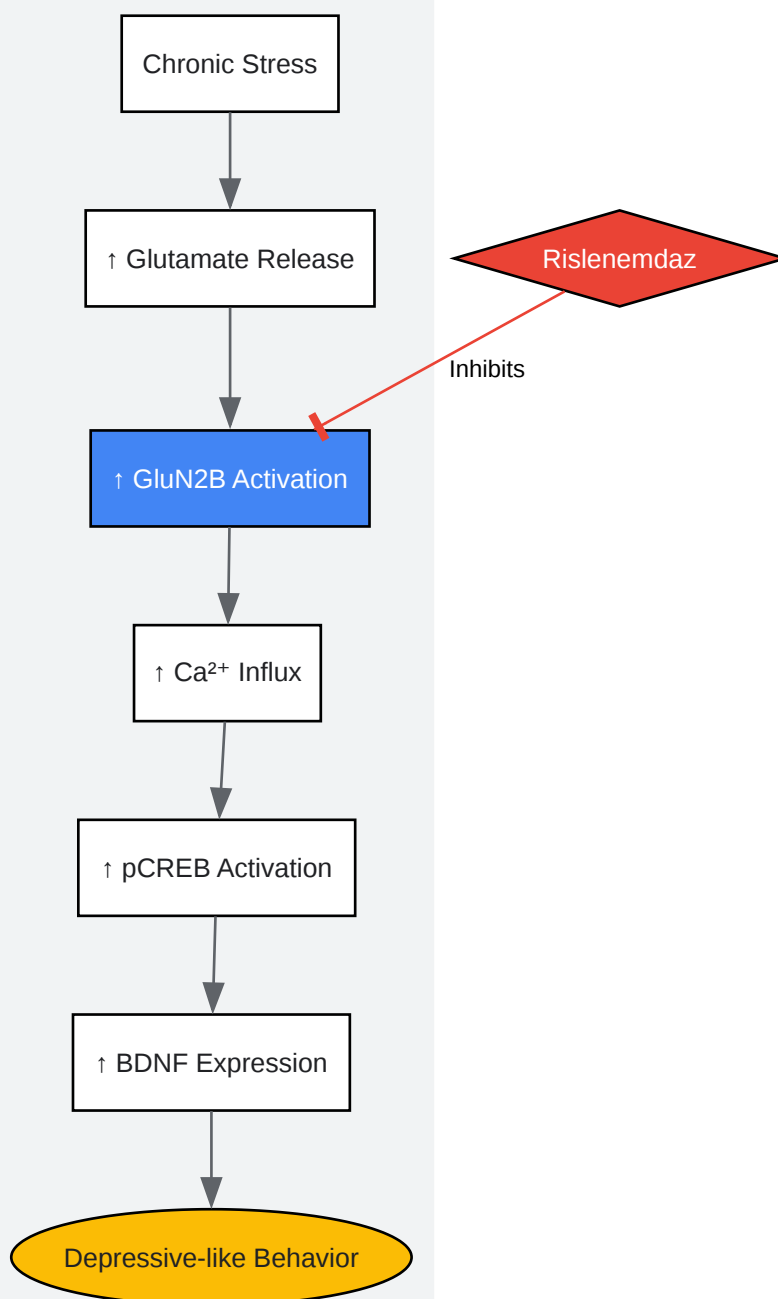 Chronic Stress
↑ Glutamate Release
Rislenemdaz
Inhibits
↑ GluN2B Activation
↑ Ca²⁺ Influx
↑ pCREB Activation
↑ BDNF Expression
Depressive-like Behavior